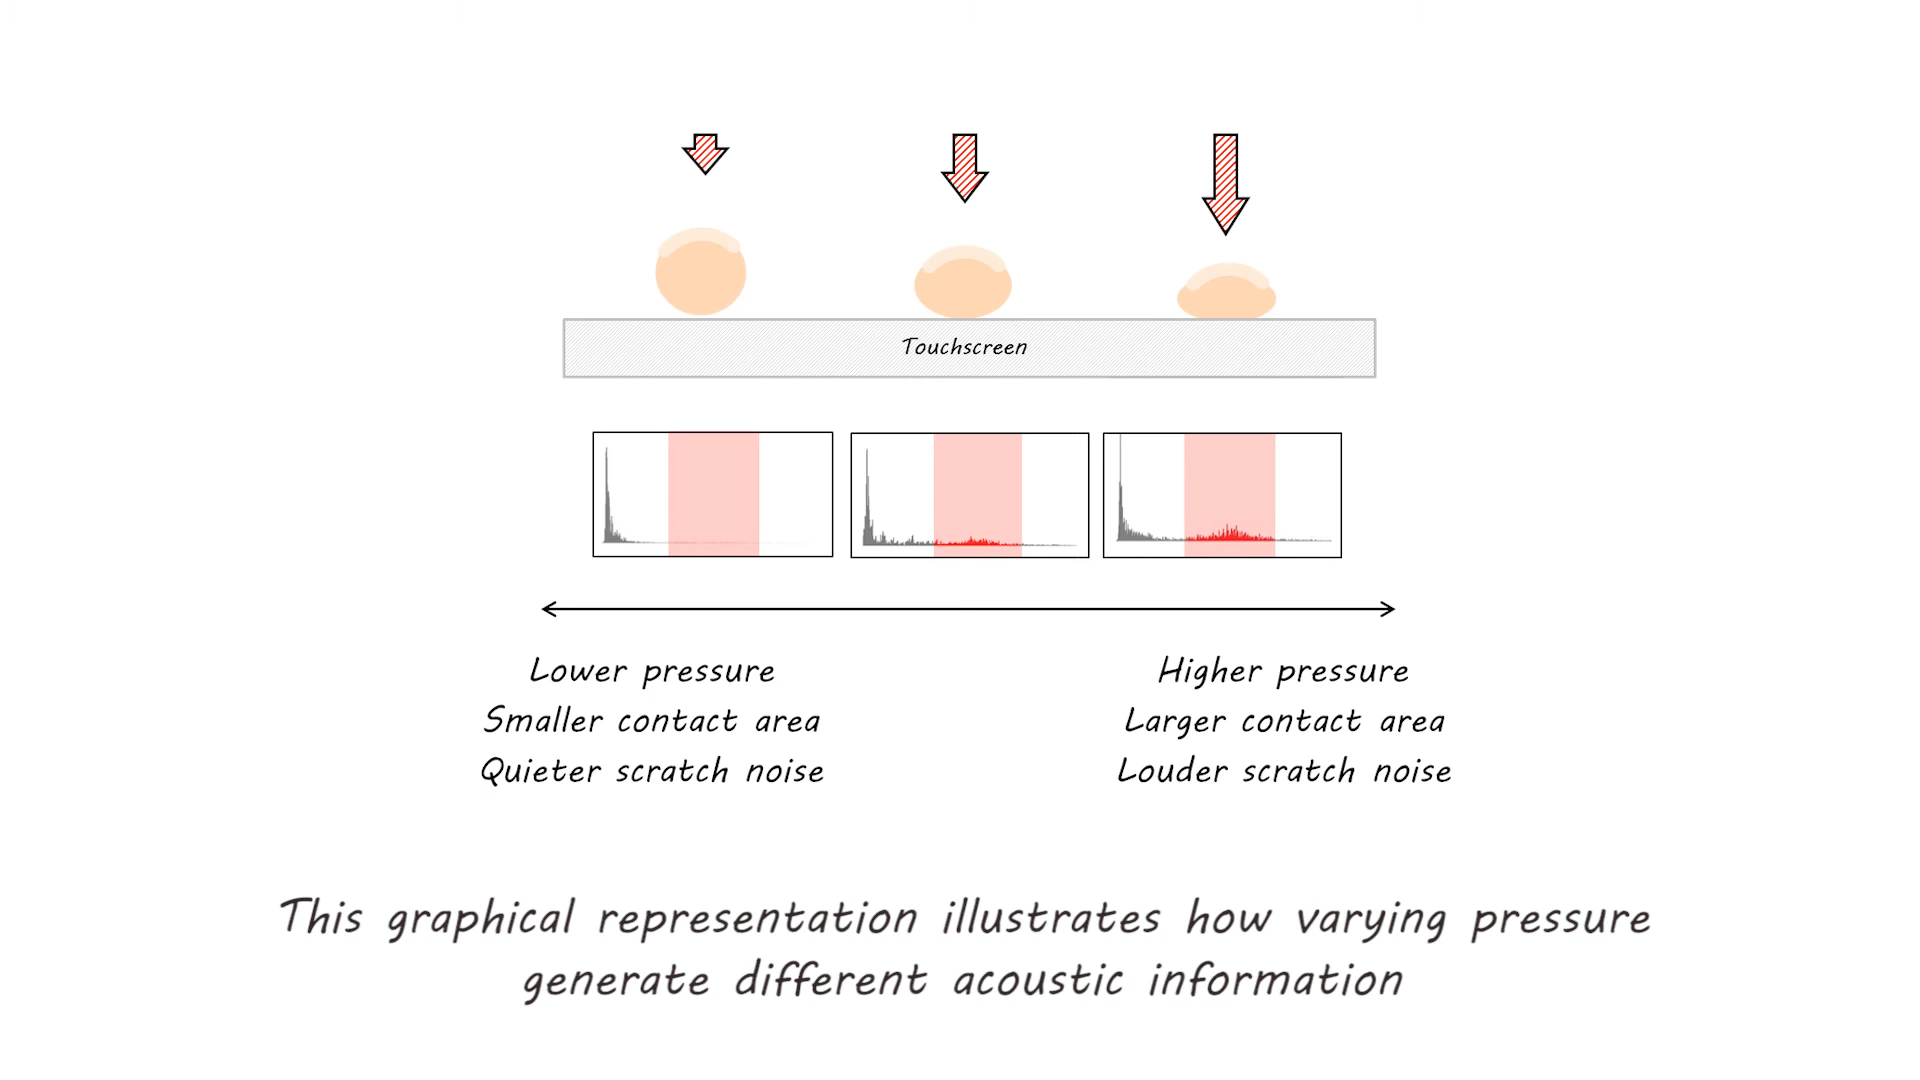 Touchscreen
Lower pressure
Smaller contact area
Quieter scratch noise
Higher pressure
Larger contact area
Louder scratch noise
This graphical representation illustrates how varying pressure
generate different acoustic information